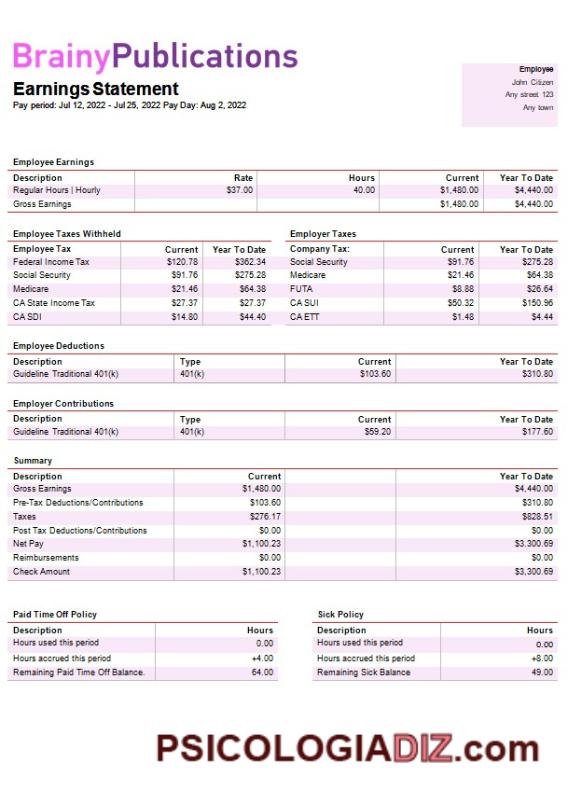 BrainyPublications
Earnings Statement
Pay period: Jul 12, 2022 - Jul 25, 2022 Pay Day: Aug 2, 2022
Employee
John Citizen
Any street 123
Any town
Employee Earnings
Description Rate Hours Current Year To Date
Regular Hours | Hourly $37.00 40.00 $1,480.00 $4,440.00
Gross Earnings $1,480.00 $4,440.00
Employee Taxes Withheld
Employee Tax Current Year To Date
Federal Income Tax $120.78 $362.34
Social Security $91.76 $275.28
Medicare $21.46 $64.38
CA State Income Tax $27.37 $27.37
CA SDI $14.80 $44.40
Employer Taxes
Company Tax: Current Year To Date
Social Security $91.76 $275.28
Medicare $21.46 $64.38
FUTA $8.88 $26.64
CA SUI $50.32 $150.96
CA ETT $1.48 $4.44
Employee Deductions
Description Type Current Year To Date
Guideline Traditional 401(k) 401(k) $103.60 $310.80
Employer Contributions
Description Type Current Year To Date
Guideline Traditional 401(k) 401(k) $59.20 $177.60
Summary
Description Current Year To Date
Gross Earnings $1,480.00 $4,440.00
Pre-Tax Deductions/Contributions $103.60 $310.80
Taxes $276.17 $828.51
Post Tax Deductions/Contributions $0.00 $0.00
Net Pay $1,100.23 $3.300.69
Reimbursements $0.00 $0.00
Check Amount $1,100.23 $3,300.69
Paid Time Off Policy
Description Hours
Hours used this period 0.00
Hours accrued this period +4.00
Remaining Paid Time Off Balance. 64.00
Sick Policy
Description Hours
Hours used this period 0.00
Hours accrued this period +8.00
Remaining Sick Balance 49.00
PSICOLOGIADIZ.com